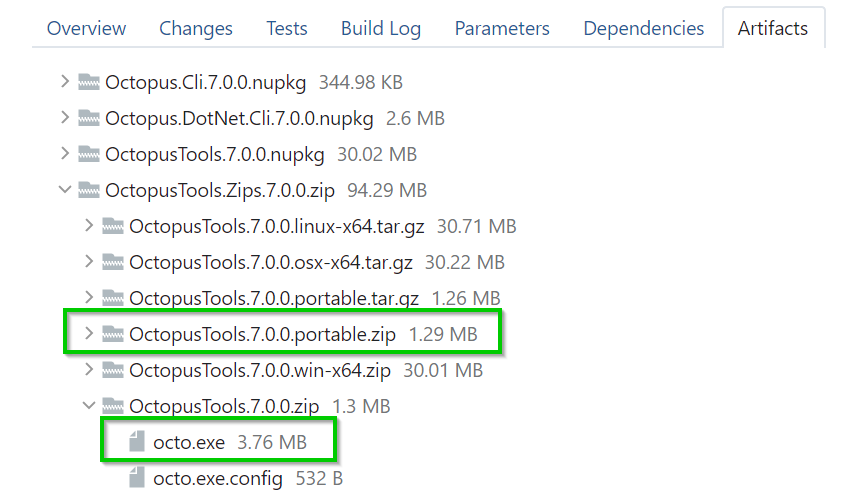 Overview Changes Tests Build Log Parameters Dependencies Artifacts
Octopus.Cli.7.0.0.nupkg 344.98 KB
Octopus.DotNet.Cli.7.0.0.nupkg 2.6 MB
OctopusTools.7.0.0.nupkg 30.02 MB
OctopusTools.Zips.7.0.0.zip 94.29 MB
OctopusTools.7.0.0.linux-x64.tar.gz 30.71 MB
OctopusTools.7.0.0.osx-x64.tar.gz 30.22 MB
OctopusTools.7.0.0.portable.tar.gz 1.26 MB
OctopusTools.7.0.0.portable.zip 1.29 MB
OctopusTools.7.0.0.win-x64.zip 30.01 MB
OctopusTools.7.0.0.zip 1.3 MB
octo.exe 3.76 MB
octo.exe.config 532 B